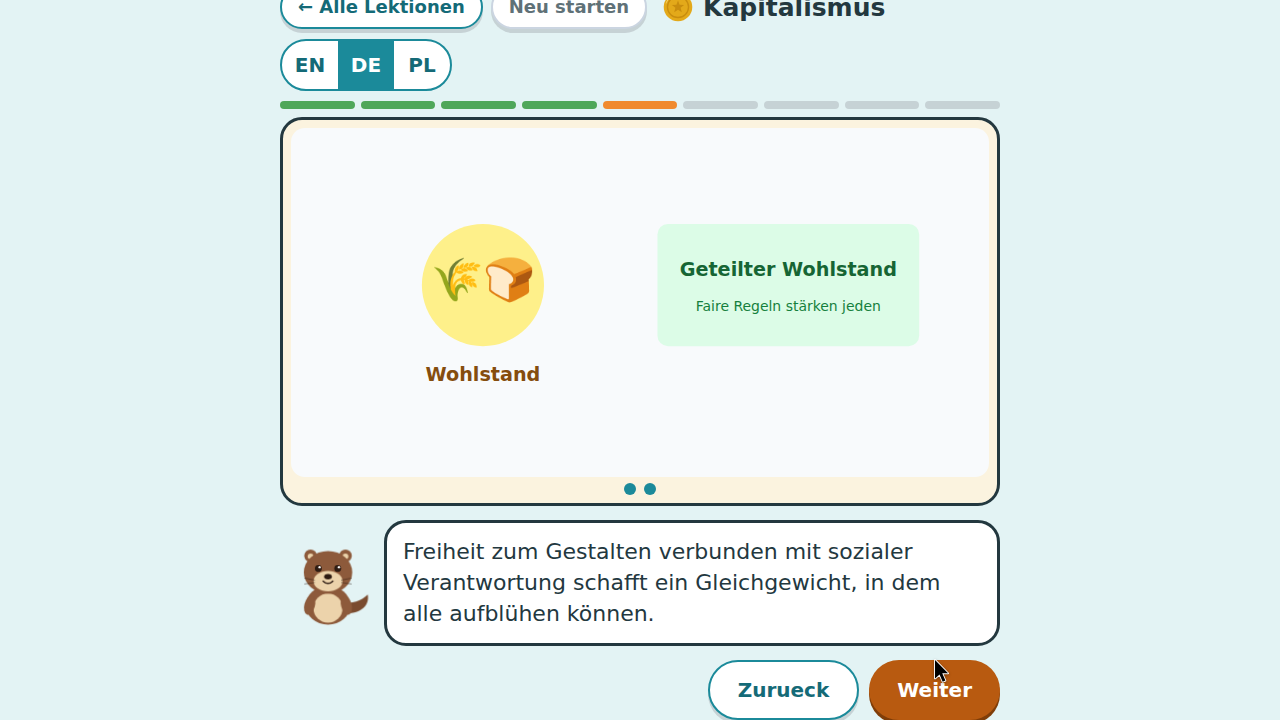 ← Alle Lektionen
Neu starten
Kapitalismus
EN DE PL
Wohlstand
Geteilter Wohlstand
Faire Regeln stärken jeden
Freiheit zum Gestalten verbunden mit sozialer
Verantwortung schafft ein Gleichgewicht, in dem
alle aufblühen können.
Zurueck
Weiter